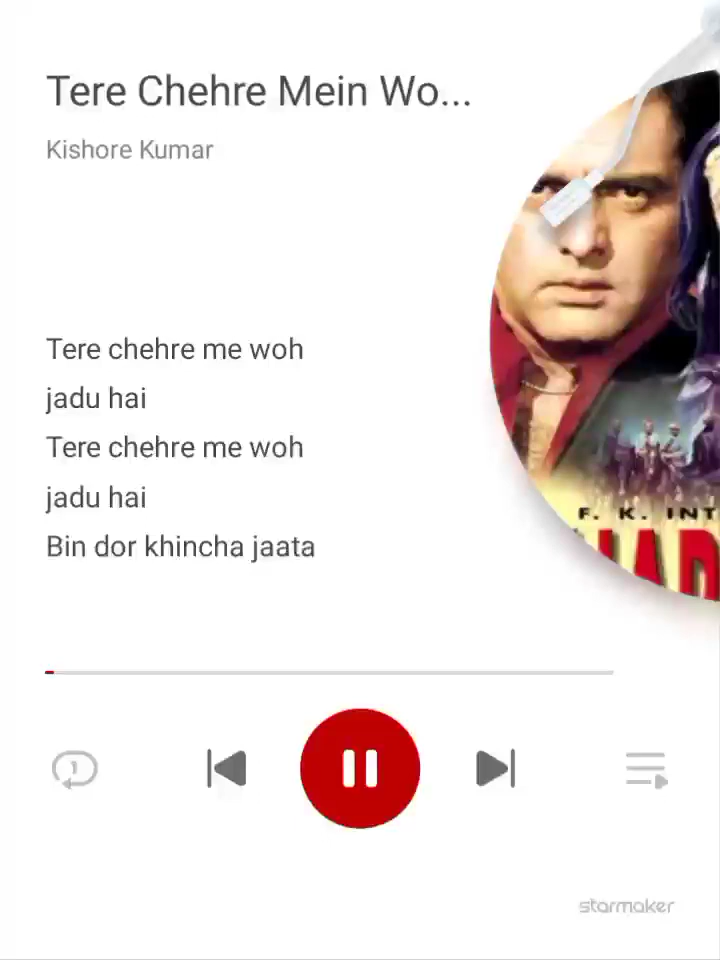 Tere Chehre Mein Wo...
Kishore Kumar
Tere chehre me woh
jadu hai
Tere chehre me woh
jadu hai
Bin dor khincha jaata
F. K. INT
1
starmaker